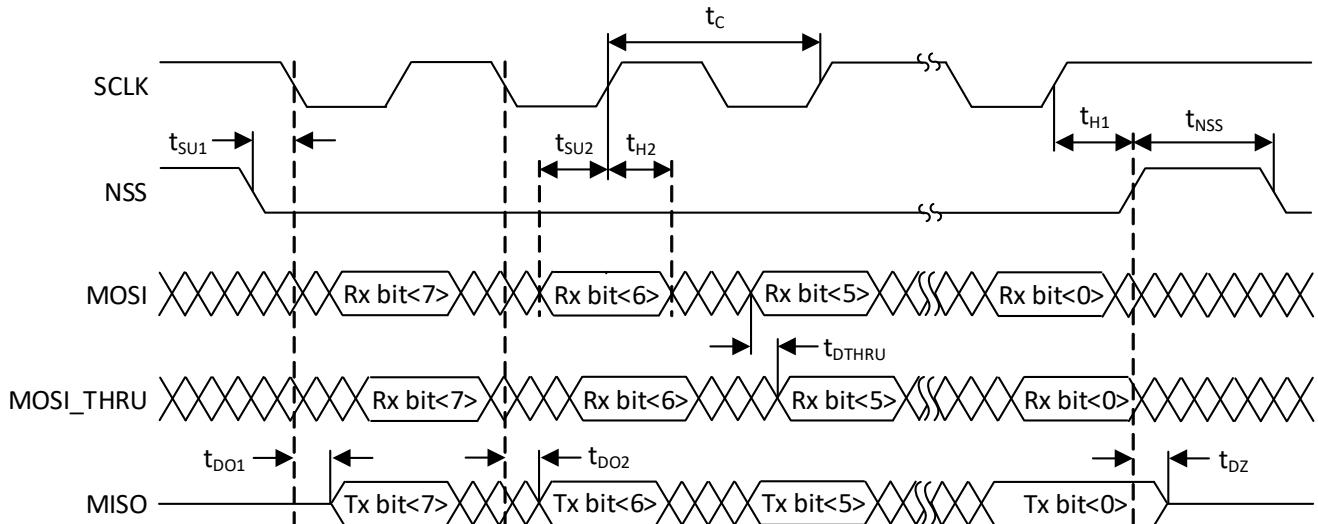 t_C
SCLK
t_SU1 t_SU2 t_H2 t_H1 t_NSS
NSS
MOSI Rx bit<7> Rx bit<6> Rx bit<5> Rx bit<0>
t_DTHRU
MOSI_THRU Rx bit<7> Rx bit<6> Rx bit<5> Rx bit<0>
t_DO1 t_DO2 t_DZ
MISO Tx bit<7> Tx bit<6> Tx bit<5> Tx bit<0>